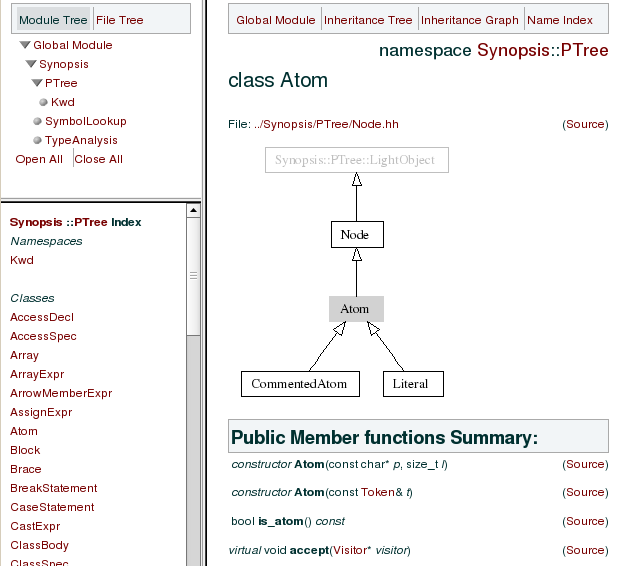 Module Tree File Tree
Global Module
Synopsis
PTree
Kwd
SymbolLookup
TypeAnalysis
Open All Close All
Synopsis ::PTree Index
Namespaces
Kwd
Classes
AccessDecl
AccessSpec
Array
ArrayExpr
ArrowMemberExpr
AssignExpr
Atom
Block
Brace
BreakStatement
CaseStatement
CastExpr
ClassBody
ClassSpec
Global Module Inheritance Tree Inheritance Graph Name Index
namespace Synopsis::PTree
class Atom
File: ../Synopsis/PTree/Node.hh (Source)
Synopsis::PTree::LightObject
Node
Atom
CommentedAtom Literal
Public Member functions Summary:
constructor Atom(const char* p, size_t l) (Source)
constructor Atom(const Token& t) (Source)
bool is_atom() const (Source)
virtual void accept(Visitor* visitor) (Source)